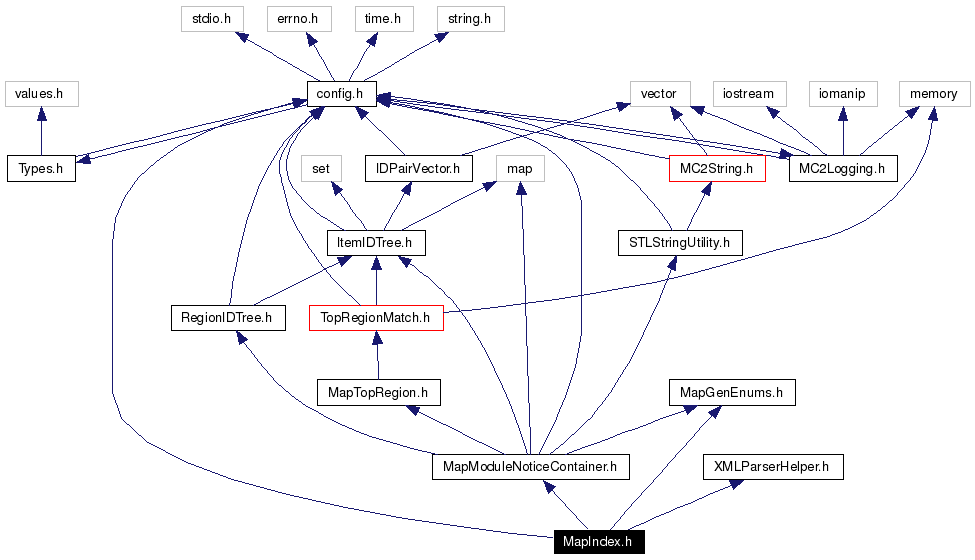 stdio.h
errno.h
time.h
string.h
values.h
config.h
vector
iostream
iomanip
memory
Types.h
set
IDPairVector.h
map
MC2String.h
MC2Logging.h
ItemIDTree.h
STLStringUtility.h
RegionIDTree.h
TopRegionMatch.h
MapTopRegion.h
MapGenEnums.h
MapModuleNoticeContainer.h
XMLParserHelper.h
MapIndex.h